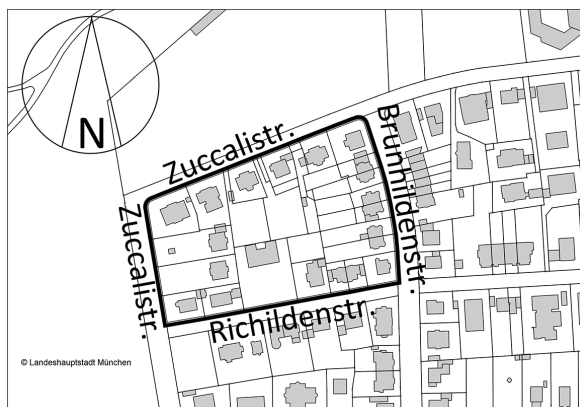 N
Zuccalistr.
Brunhildenstr.
Zuccalistr.
Richildenstr.
© Landeshauptstadt München